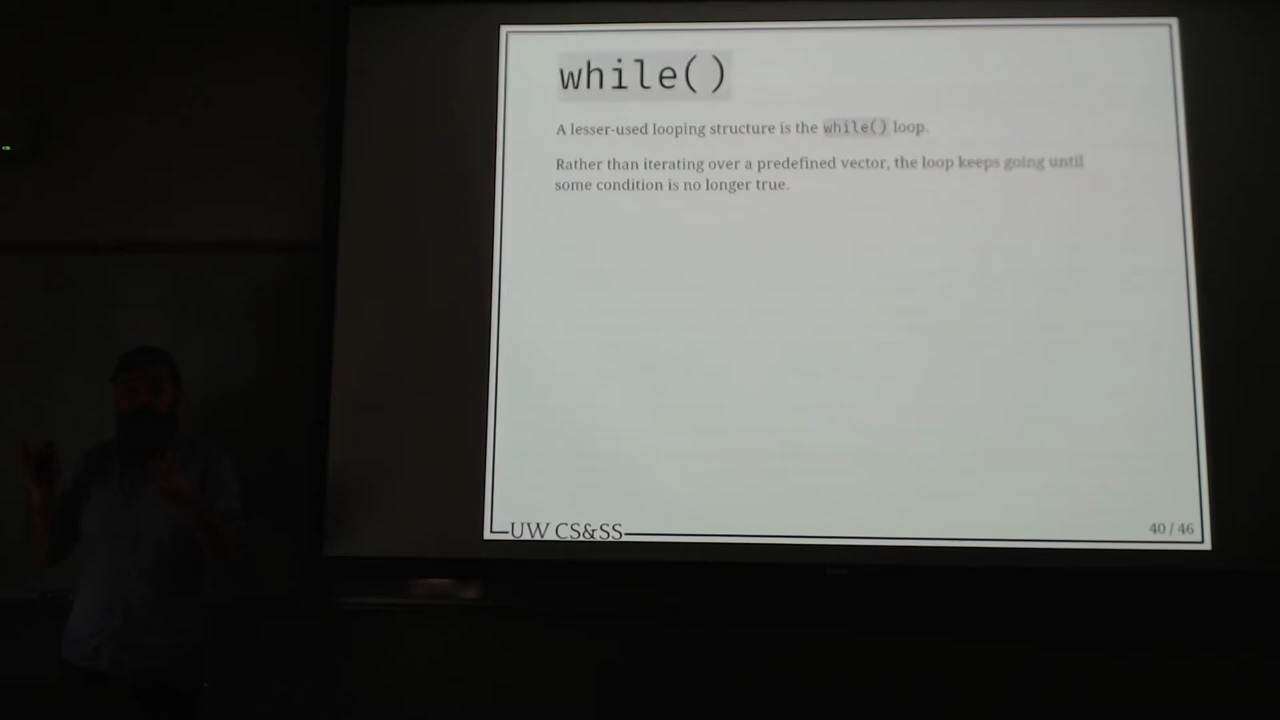 while()
A lesser-used looping structure is the while() loop.
Rather than iterating over a predefined vector, the loop keeps going until
some condition is no longer true.
UW CS&SS
40 / 46